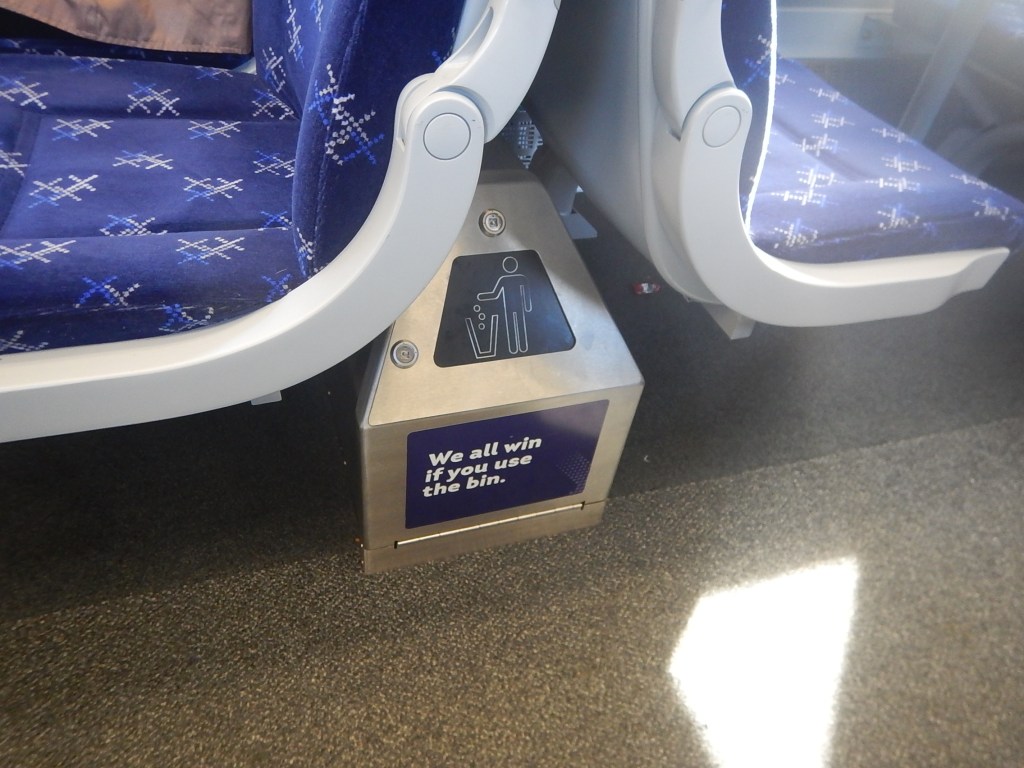 We all win
if you use
the bin.